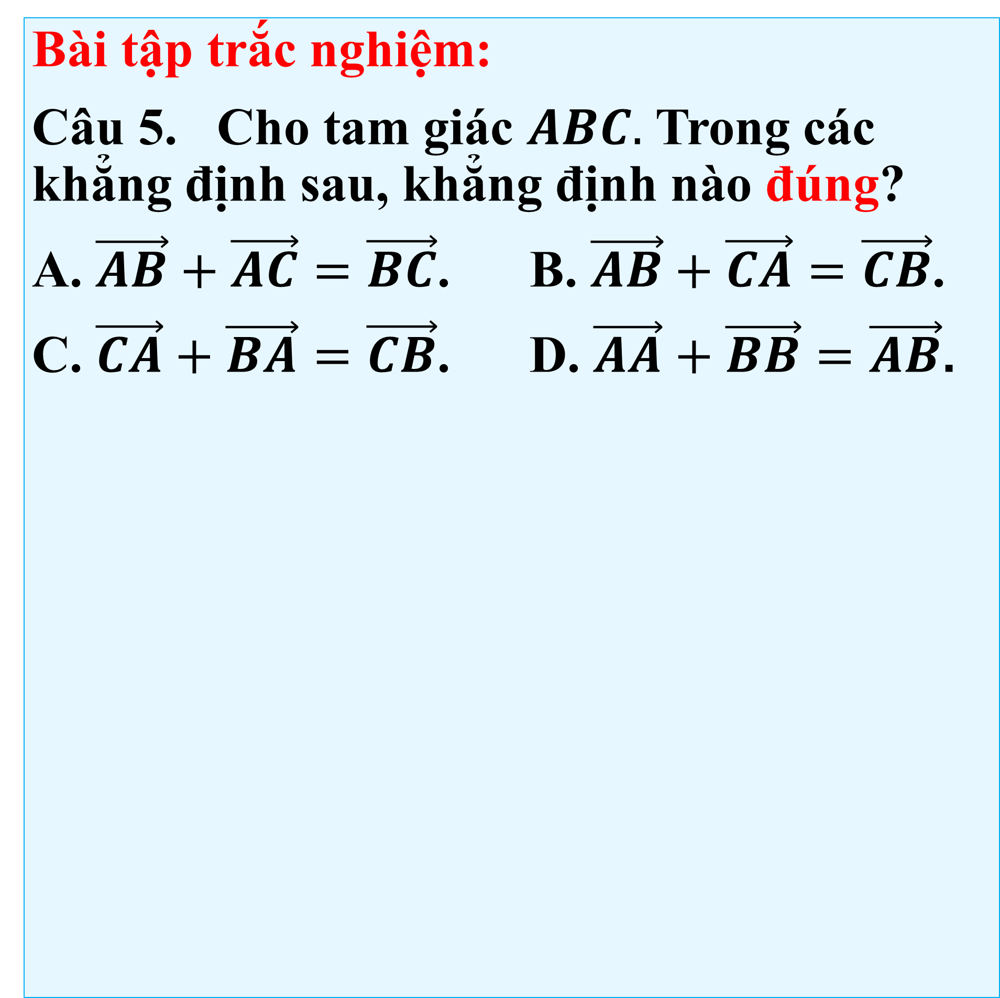 Bài tập trắc nghiệm:
Câu 5. Cho tam giác 𝑨𝑩𝑪. Trong các
khẳng định sau, khẳng định nào đúng?
A. $\overrightarrow{AB} + \overrightarrow{AC} = \overrightarrow{BC}$. B. $\overrightarrow{AB} + \overrightarrow{CA} = \overrightarrow{CB}$.
C. $\overrightarrow{CA} + \overrightarrow{BA} = \overrightarrow{CB}$. D. $\overrightarrow{AA} + \overrightarrow{BB} = \overrightarrow{AB}$.